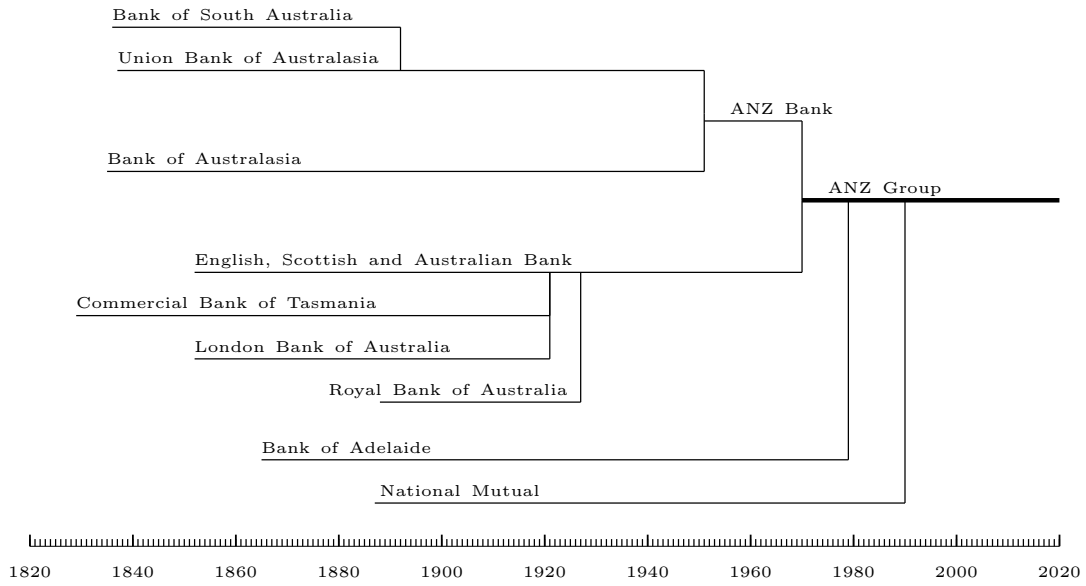 Bank of South Australia
Union Bank of Australasia
ANZ Bank
Bank of Australasia
ANZ Group
English, Scottish and Australian Bank
Commercial Bank of Tasmania
London Bank of Australia
Royal Bank of Australia
Bank of Adelaide
National Mutual
1820 1840 1860 1880 1900 1920 1940 1960 1980 2000 2020